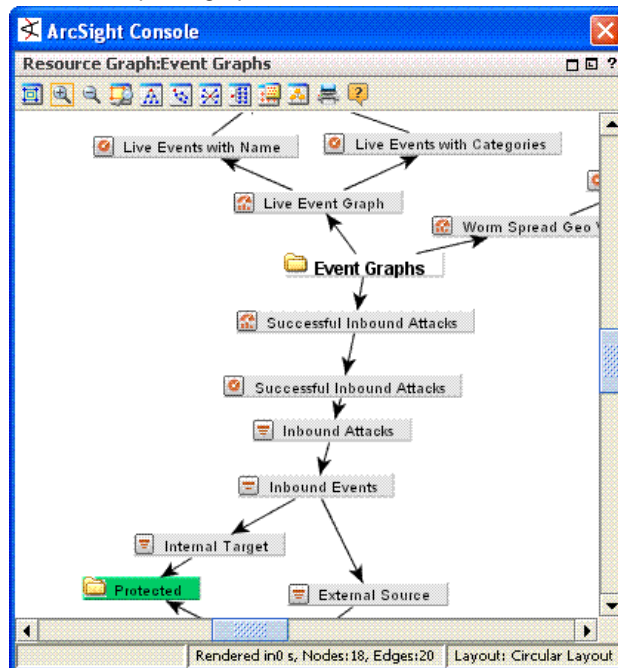 ArcSight Console
Resource Graph:Event Graphs
Live Events with Name
Live Events with Categories
Live Event Graph
Worm Spread Geo
Event Graphs
Successful Inbound Attacks
Successful Inbound Attacks
Inbound Attacks
Inbound Events
Internal Target
Protected
External Source
Rendered in0 s, Nodes:18, Edges:20
Layout: Circular Layout